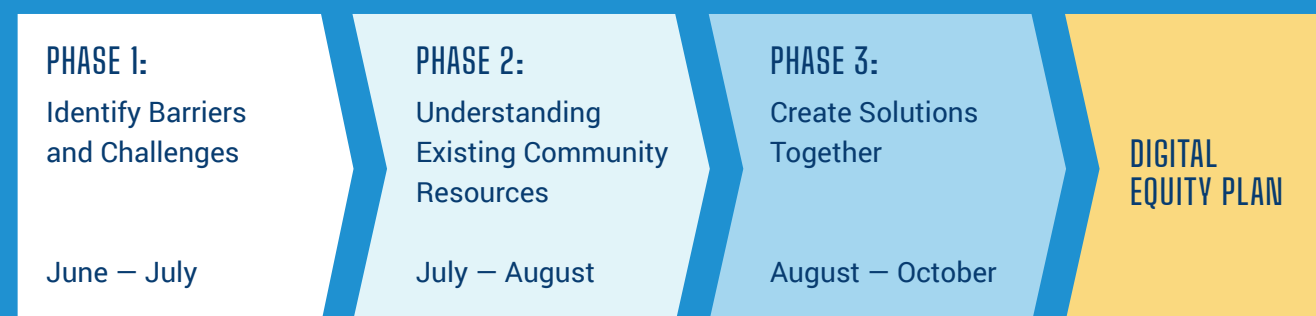 PHASE 1:
Identify Barriers
and Challenges
June — July
PHASE 2:
Understanding
Existing Community
Resources
July — August
PHASE 3:
Create Solutions
Together
August — October
DIGITAL
EQUITY PLAN